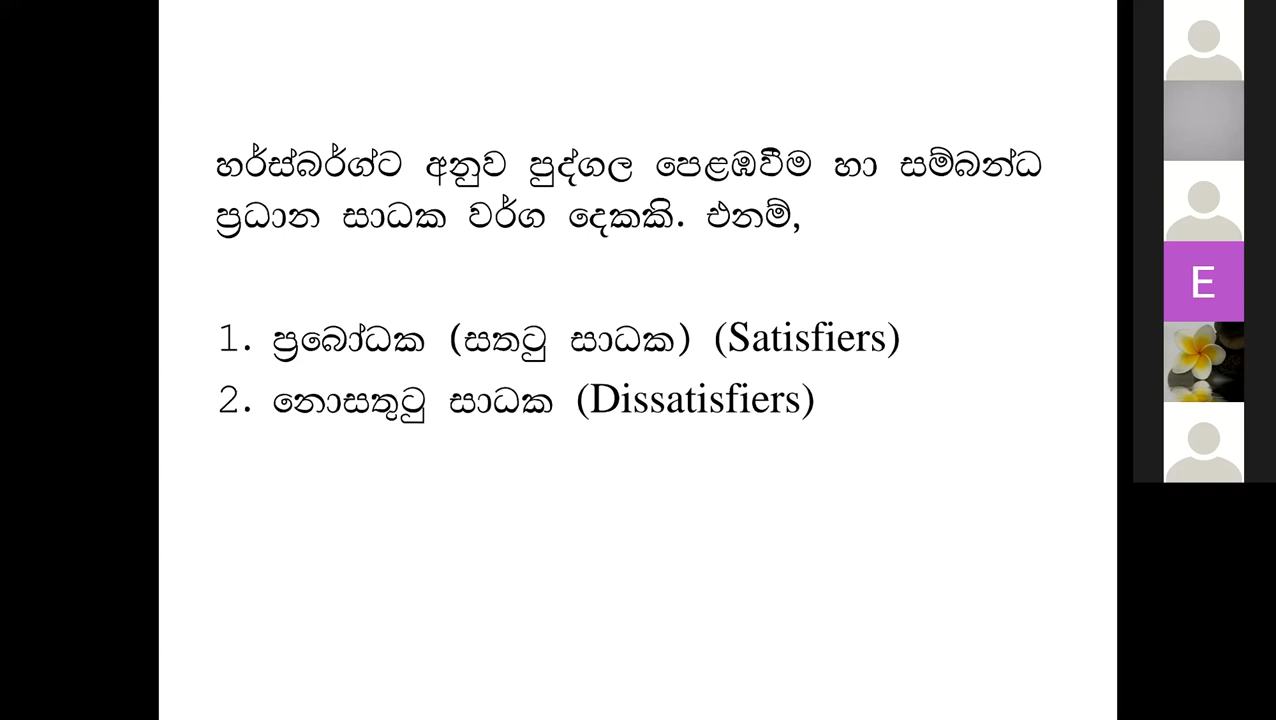 හර්ස්බර්ග්ට අනුව පුද්ගල පෙළඹවීම හා සම්බන්ධ
ප්‍රධාන සාධක වර්ග දෙකකි. එනම්,
1. ප්‍රබෝධක (සතටු සාධක) (Satisfiers)
2. නොසතුටු සාධක (Dissatisfiers)
E